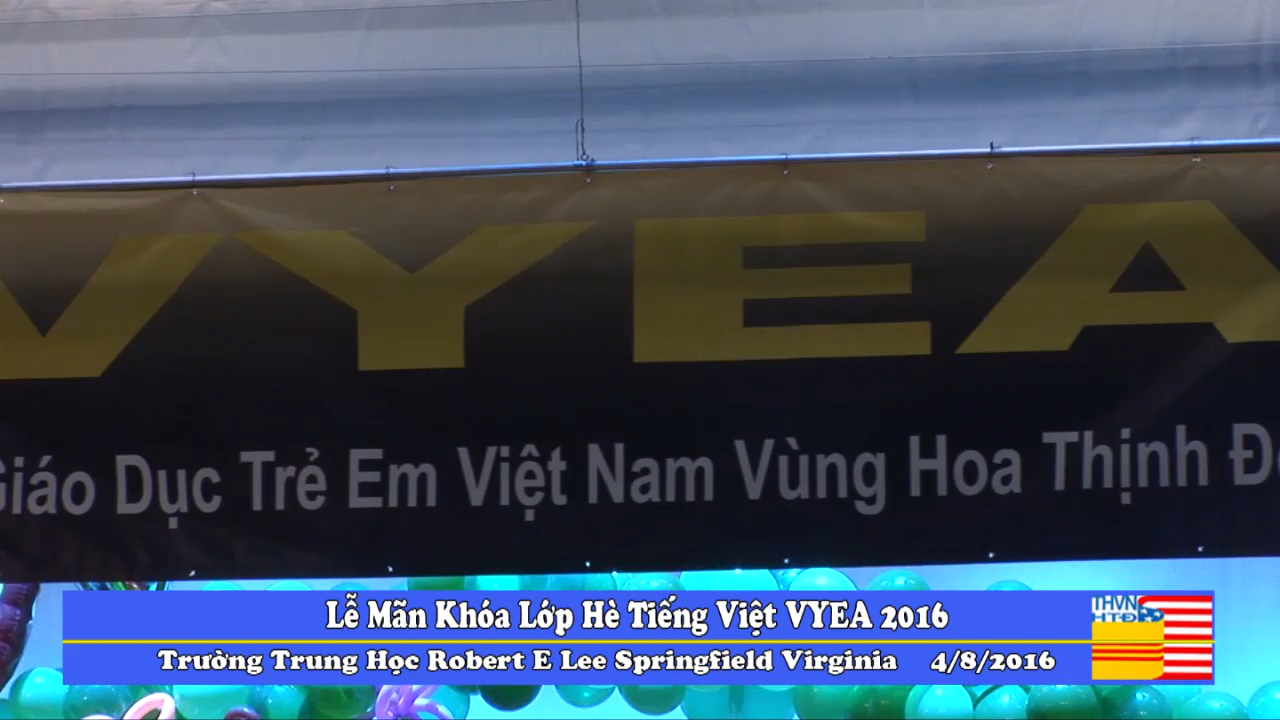 VYEA
Giáo Dục Trẻ Em Việt Nam Vùng Hoa Thịnh
Lễ Mãn Khóa Lớp Hè Tiếng Việt VYEA 2016
Trường Trung Học Robert E Lee Springfield Virginia 4/8/2016
THVN
HTĐ